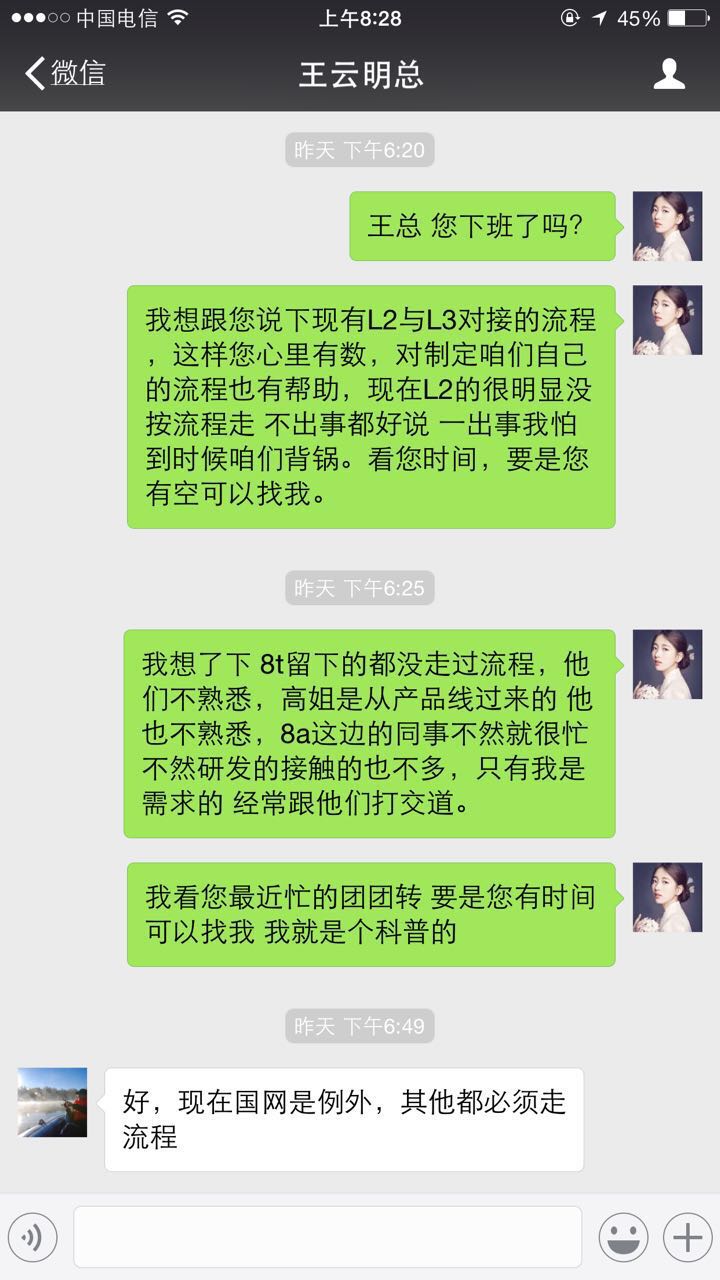 中国电信 上午8:28 45%
微信 王云明总
昨天 下午6:20
王总 您下班了吗？
我想跟您说下现有L2与L3对接的流程
，这样您心里有数，对制定咱们自己
的流程也有帮助，现在L2的很明显没
按流程走 不出事都好说 一出事我怕
到时候咱们背锅。看您时间，要是您
有空可以找我。
昨天 下午6:25
我想了下 8t留下的都没走过流程，他
们不熟悉，高姐是从产品线过来的 他
也不熟悉，8a这边的同事不然就很忙
不然研发的接触的也不多，只有我是
需求的 经常跟他们打交道。
我看您最近忙的团团转 要是您有时间
可以找我 我就是个科普的
昨天 下午6:49
好，现在国网是例外，其他都必须走
流程